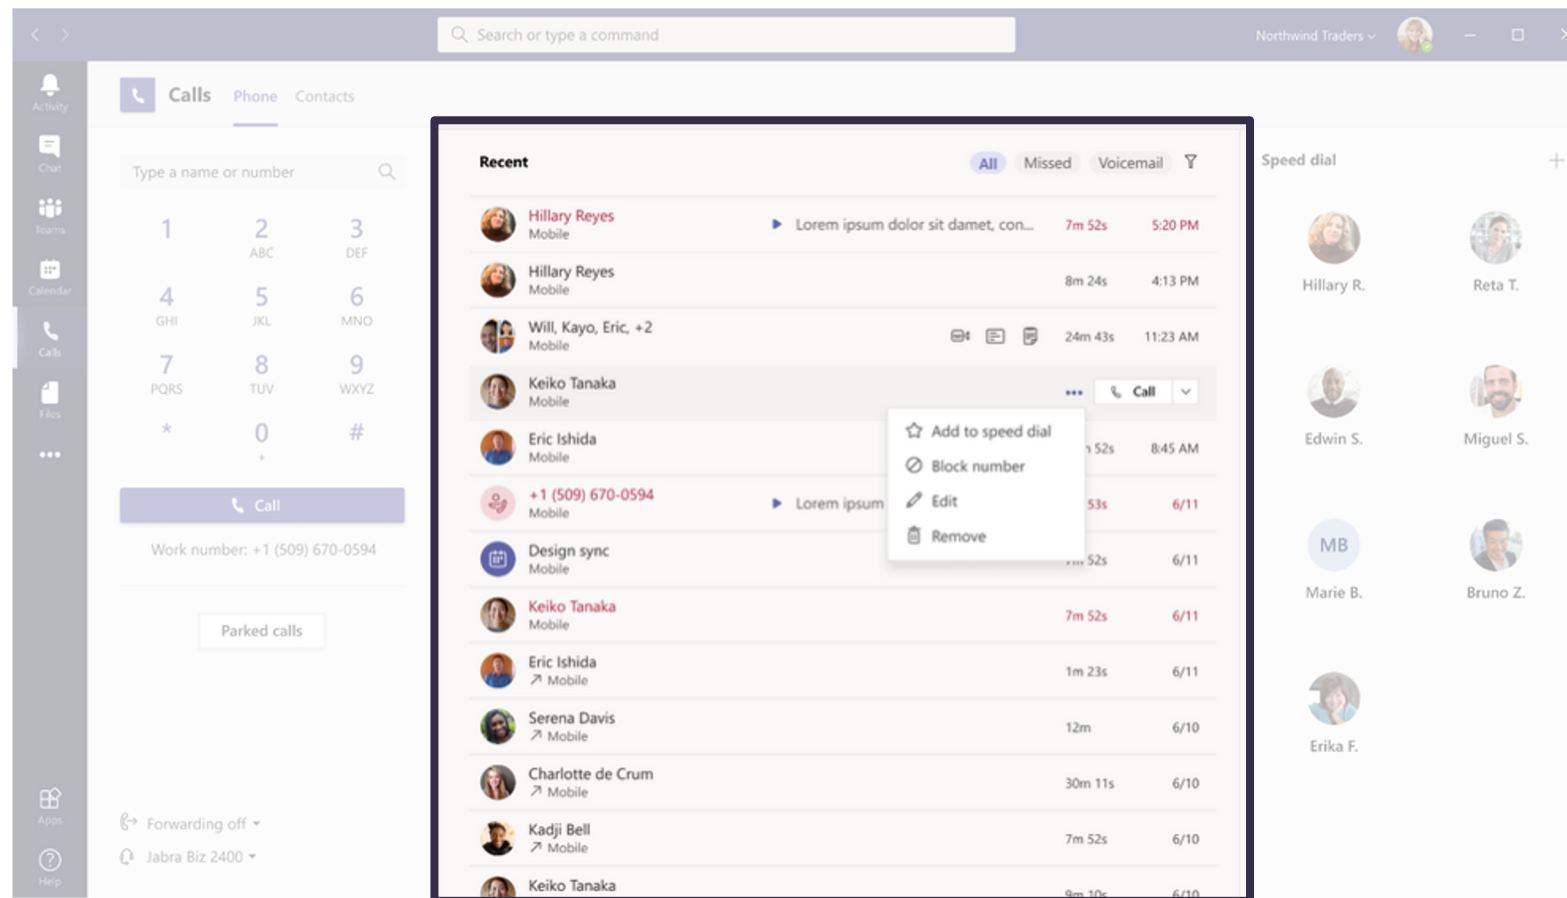 Search or type a command
Northwind Traders
Activity
Chat
Teams
Calendar
Calls
Files
Apps
Help
Calls Phone Contacts
Type a name or number
1 2 3
ABC DEF
4 5 6
GHI JKL MNO
7 8 9
PQRS TUV WXYZ
* 0 #
+
Call
Work number: +1 (509) 670-0594
Parked calls
Forwarding off
Jabra Biz 2400
Recent All Missed Voicemail
Hillary Reyes
Mobile
Lorem ipsum dolor sit damet, con... 7m 52s 5:20 PM
Hillary Reyes
Mobile
8m 24s 4:13 PM
Will, Kayo, Eric, +2
Mobile
24m 43s 11:23 AM
Keiko Tanaka
Mobile
Call
Add to speed dial
Block number
Edit
Remove
Eric Ishida
Mobile
52s 8:45 AM
+1 (509) 670-0594
Mobile
Lorem ipsum 53s 6/11
Design sync
Mobile
52s 6/11
Keiko Tanaka
Mobile
7m 52s 6/11
Eric Ishida
Mobile
1m 23s 6/11
Serena Davis
Mobile
12m 6/10
Charlotte de Crum
Mobile
30m 11s 6/10
Kadji Bell
Mobile
7m 52s 6/10
Keiko Tanaka
9m 10s 6/10
Speed dial
Hillary R. Reta T.
Edwin S. Miguel S.
MB
Marie B. Bruno Z.
Erika F.